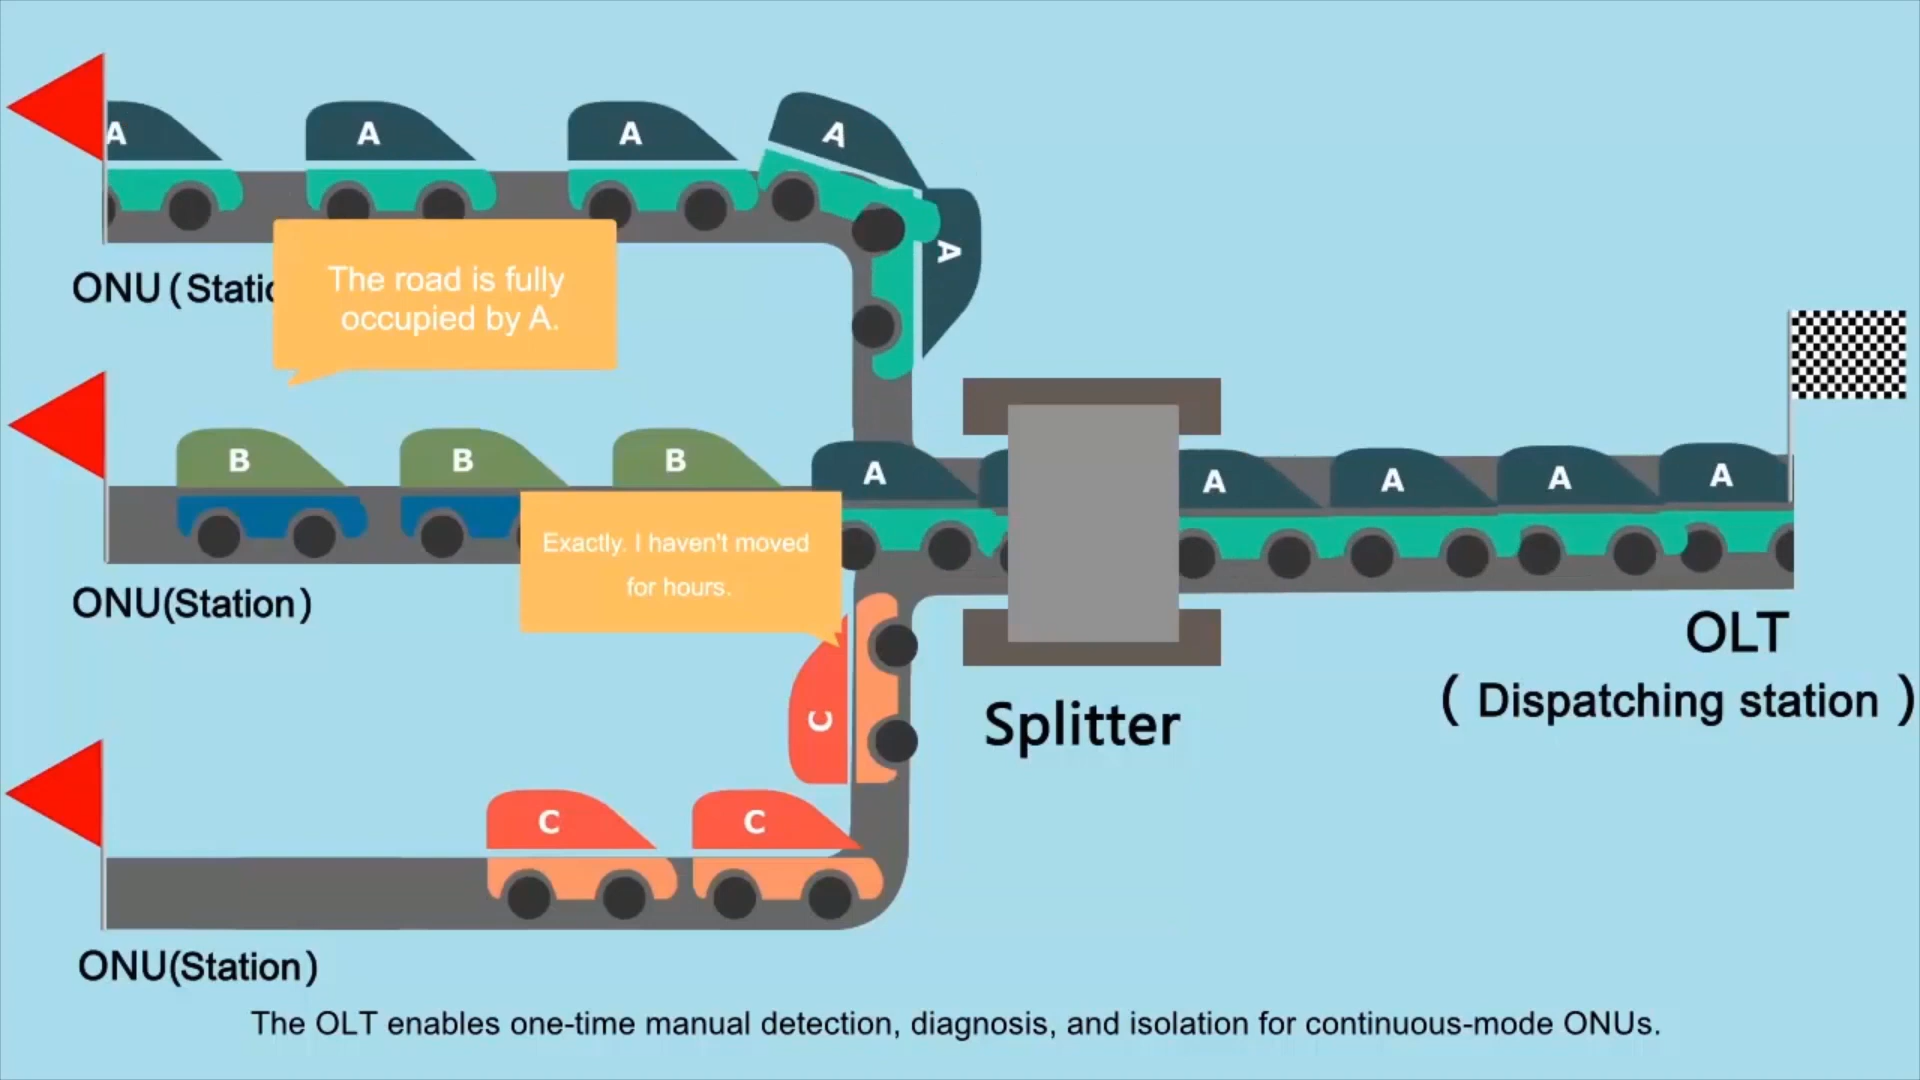 A
A
A
A
A
ONU (Static
The road is fully
occupied by A.
B
B
B
A
A
A
A
A
Exactly. I haven't moved
for hours.
ONU(Station)
OLT
( Dispatching station )
C
Splitter
C
C
ONU(Station)
The OLT enables one-time manual detection, diagnosis, and isolation for continuous-mode ONUs.